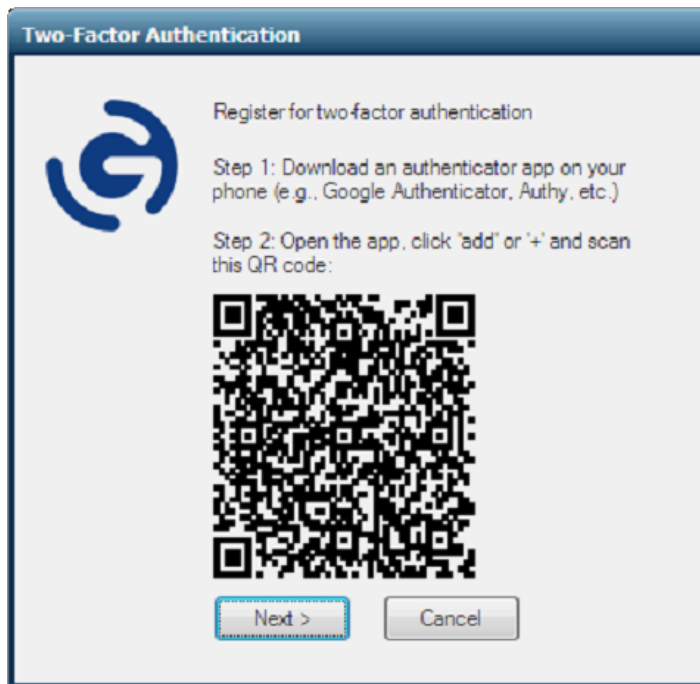 Two-Factor Authentication
Register for two-factor authentication
Step 1: Download an authenticator app on your
phone (e.g., Google Authenticator, Authy, etc.)
Step 2: Open the app, click 'add' or '+' and scan
this QR code:
Next >
Cancel